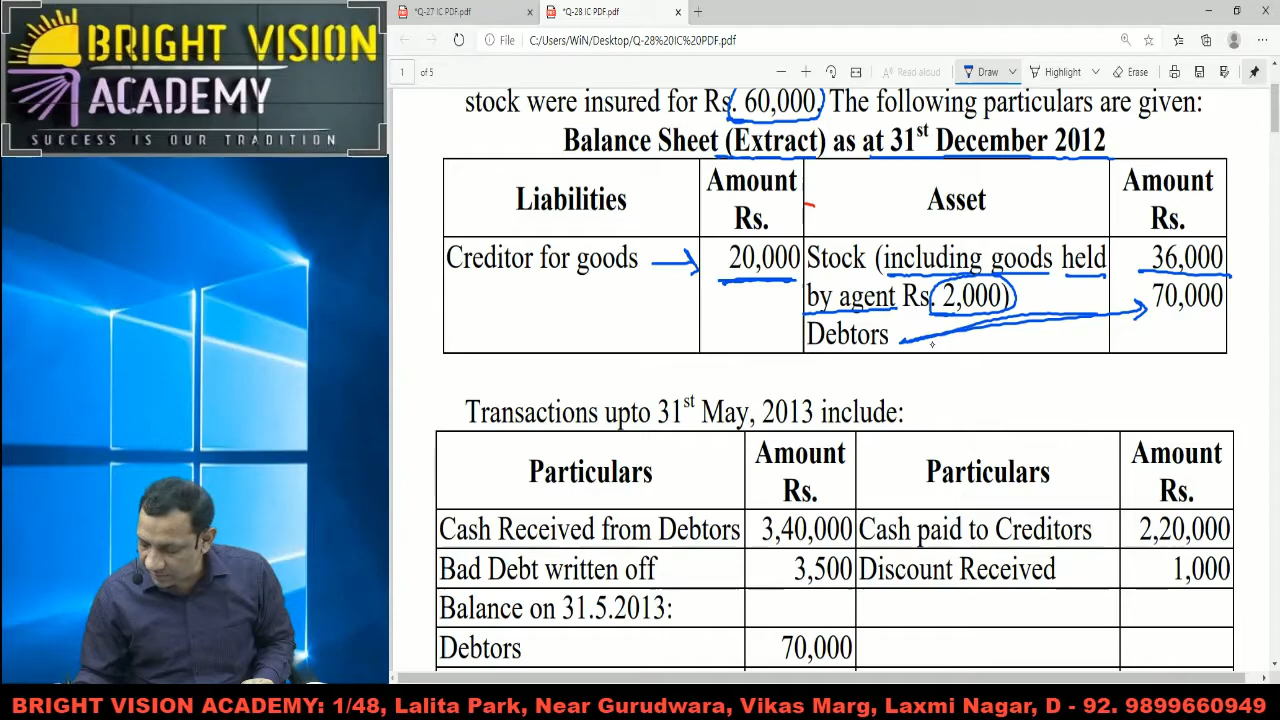 *Q-27 IC PDF.pdf
*Q-28 IC PDF.pdf
File C:/Users/WiN/Desktop/Q-28%20IC%20PDF.pdf
1 of 5
Read aloud Draw Highlight Erase
BRIGHT VISION
ACADEMY
SUCCESS IS OUR TRADITION
stock were insured for Rs. 60,000. The following particulars are given:
Balance Sheet (Extract) as at 31st December 2012
Liabilities Amount Rs. Asset Amount Rs.
Creditor for goods 20,000 Stock (including goods held 36,000
by agent Rs. 2,000) 70,000
Debtors
Transactions upto 31st May, 2013 include:
Particulars Amount Rs. Particulars Amount Rs.
Cash Received from Debtors 3,40,000 Cash paid to Creditors 2,20,000
Bad Debt written off 3,500 Discount Received 1,000
Balance on 31.5.2013:
Debtors 70,000
BRIGHT VISION ACADEMY: 1/48, Lalita Park, Near Gurudwara, Vikas Marg, Laxmi Nagar, D - 92. 9899660949